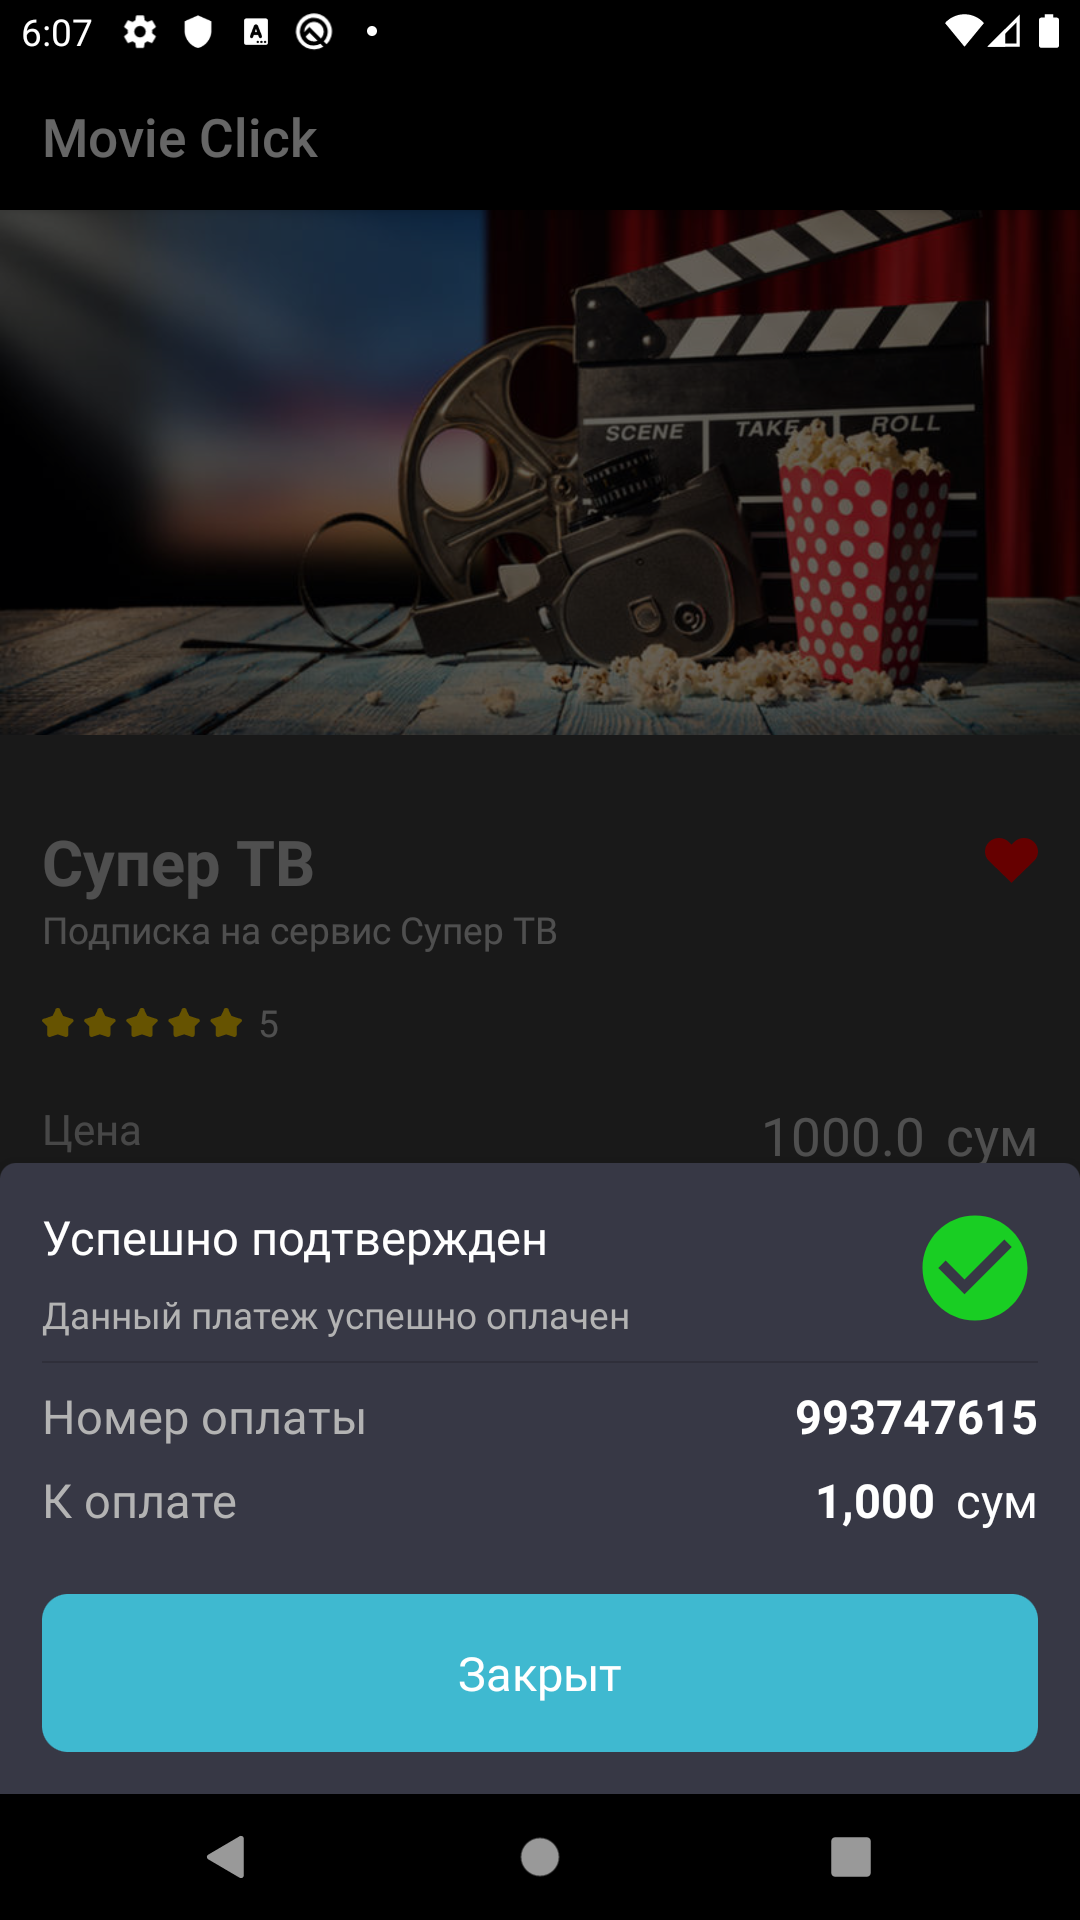 6:07
Movie Click
SCENE TAKE ROLL
Супер ТВ
Подписка на сервис Супер ТВ
5
Цена 1000.0 сум
Успешно подтвержден
Данный платеж успешно оплачен
Номер оплаты 993747615
К оплате 1,000 сум
Закрыт